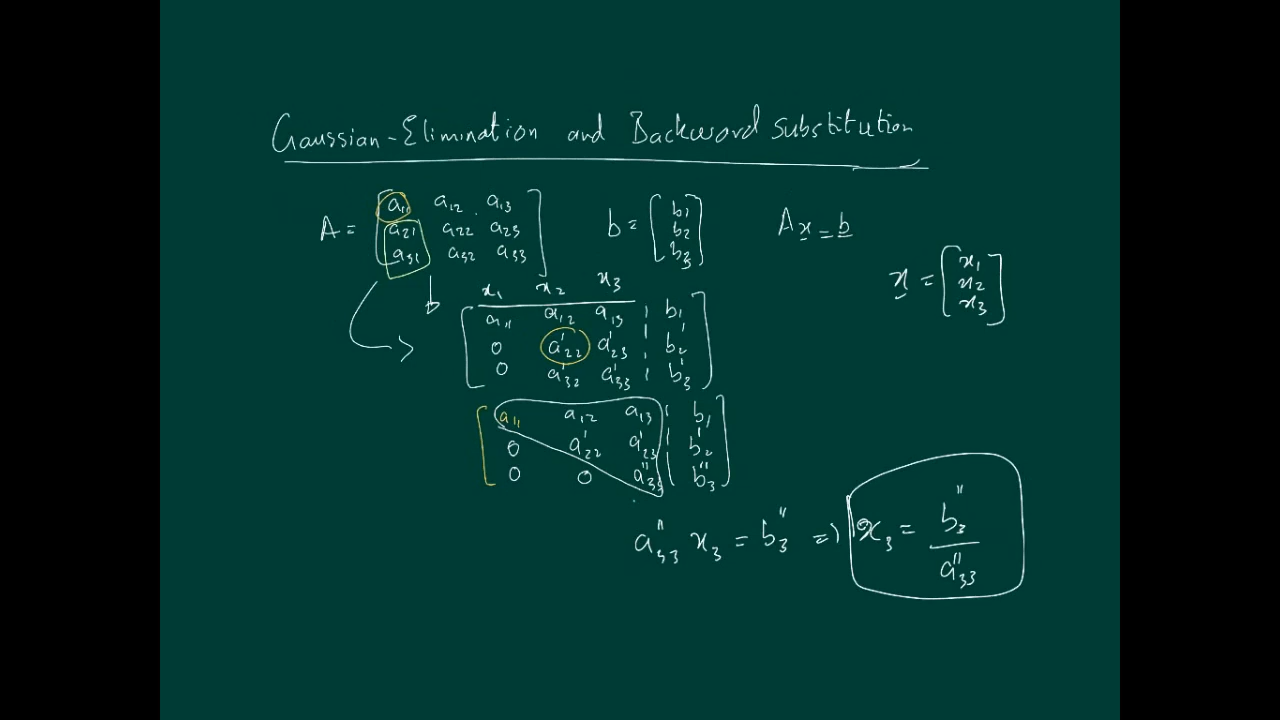 Gaussian-Elimination and Backward Substitution
A = [a11 a12 a13
a21 a22 a23
a31 a32 a33]
b = [b1
b2
b3]
Ax = b
x = [x1
x2
x3]
x1 x2 x3
[a11 a12 a13 | b1
0 a'22 a'23 | b'2
0 a'32 a'33 | b'3]
[a11 a12 a13 | b1
0 a'22 a'23 | b'2
0 0 a''33 | b''3]
a''33 x3 = b''3 => x3 = b''3 / a''33